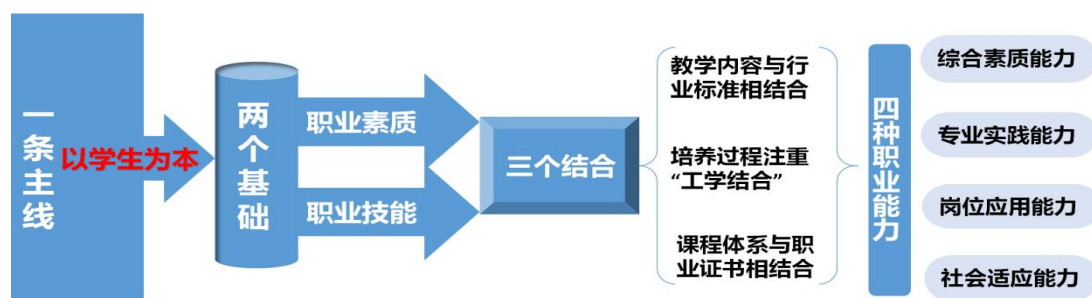 一条主线
以学生为本
两个基础
职业素质
职业技能
三个结合
教学内容与行
业标准相结合
培养过程注重
“工学结合”
课程体系与职
业证书相结合
四种职业能力
综合素质能力
专业实践能力
岗位应用能力
社会适应能力